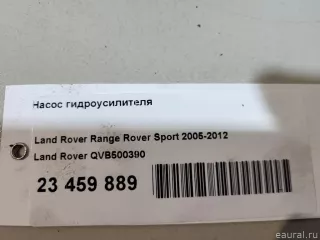 Насос гидроусилителя
Land Rover Range Rover Sport 2005-2012
Land Rover QVB500390
23 459 889
eaural.ru